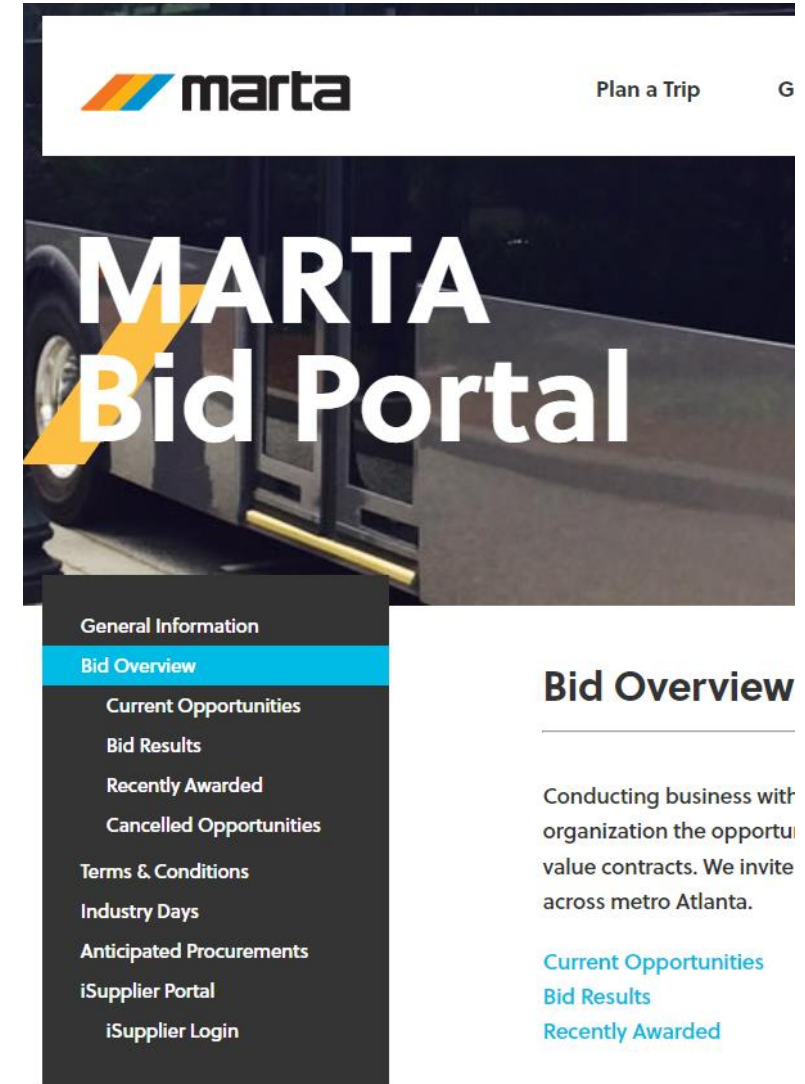 marta
Plan a Trip
G
MARTA
Bid Portal
General Information
Bid Overview
Current Opportunities
Bid Results
Recently Awarded
Cancelled Opportunities
Terms & Conditions
Industry Days
Anticipated Procurements
iSupplier Portal
iSupplier Login
Bid Overview
Conducting business with
organization the opportu
value contracts. We invite
across metro Atlanta.
Current Opportunities
Bid Results
Recently Awarded